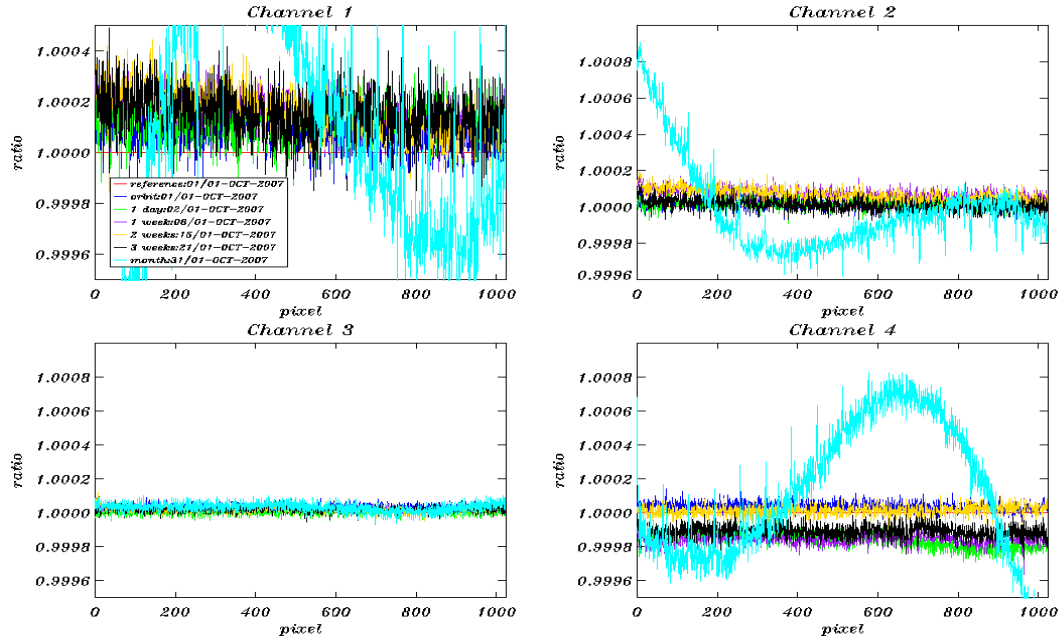 Channel 1
1.0004
1.0002
1.0000
0.9998
0.9996
ratio
reference:01/01-OCT-2007
orbit:01/01-OCT-2007
1 day:02/01-OCT-2007
1 week:08/01-OCT-2007
2 weeks:15/01-OCT-2007
3 weeks:21/01-OCT-2007
month:31/01-OCT-2007
0 200 400 600 800 1000
pixel
Channel 2
1.0008
1.0006
1.0004
1.0002
1.0000
0.9998
0.9996
ratio
0 200 400 600 800 1000
pixel
Channel 3
1.0008
1.0006
1.0004
1.0002
1.0000
0.9998
0.9996
ratio
0 200 400 600 800 1000
pixel
Channel 4
1.0008
1.0006
1.0004
1.0002
1.0000
0.9998
0.9996
ratio
0 200 400 600 800 1000
pixel